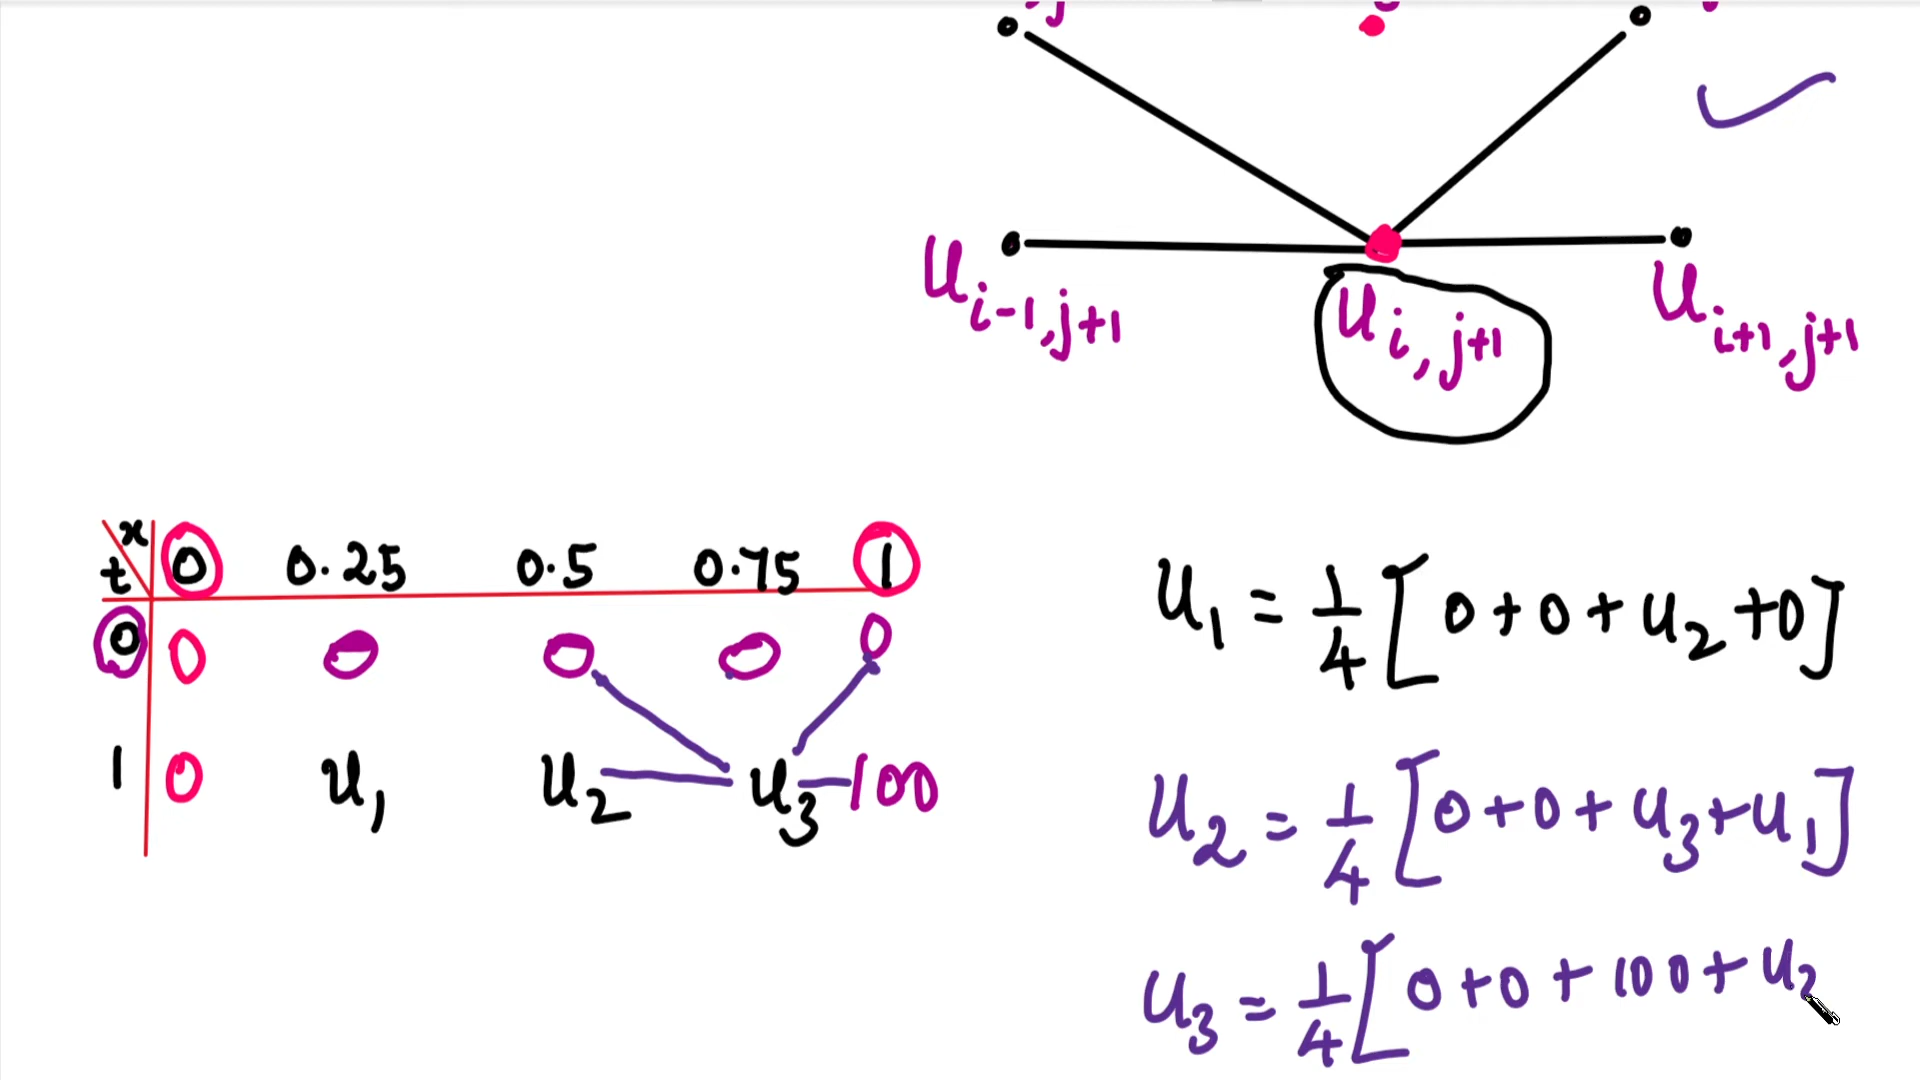 u_{i-1,j+1} u_{i,j+1} u_{i+1,j+1}
x
t 0 0.25 0.5 0.75 1
0 0 0 0 0 0
1 0 u_1 u_2 u_3 100
u_1 = 1/4 [0 + 0 + u_2 + 0]
u_2 = 1/4 [0 + 0 + u_3 + u_1]
u_3 = 1/4 [0 + 0 + 100 + u_2